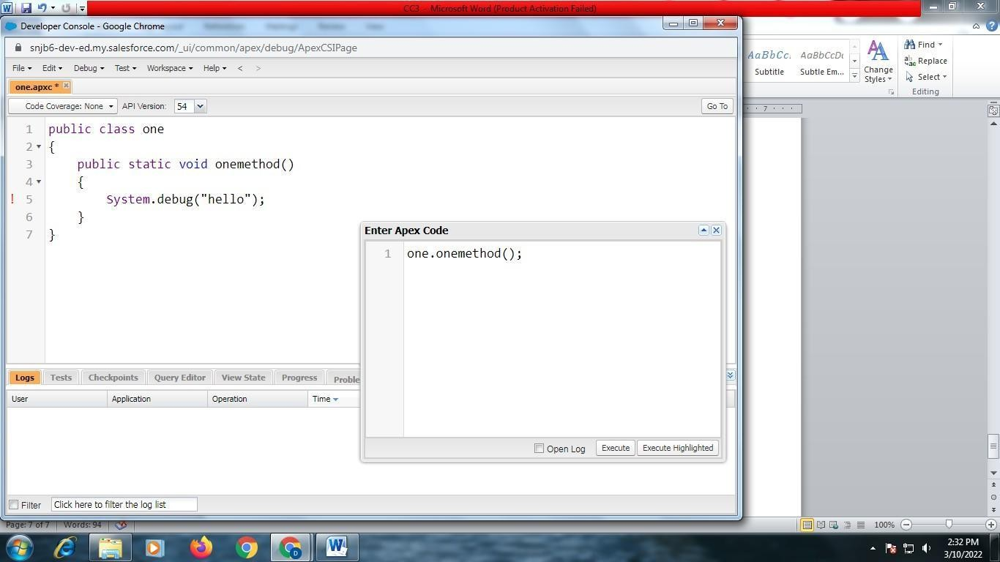 CC3 - Microsoft Word (Product Activation Failed)
Developer Console - Google Chrome
snjb6-dev-ed.my.salesforce.com/_ui/common/apex/debug/ApexCSIPage
File Edit Debug Test Workspace Help < >
one.apxc *
Code Coverage: None API Version: 54 Go To
1 public class one
2 {
3 public static void onemethod()
4 {
! 5 System.debug("hello");
6 }
7 }
Enter Apex Code
1 one.onemethod();
Open Log Execute Execute Highlighted
Logs Tests Checkpoints Query Editor View State Progress Proble
User Application Operation Time
Filter Click here to filter the log list
AaBbCc. AaBbCcDc
Subtitle Subtle Em...
Change
Styles
Find
Replace
Select
Editing
7
Page: 7 of 7 Words: 94
100%
2:32 PM
3/10/2022